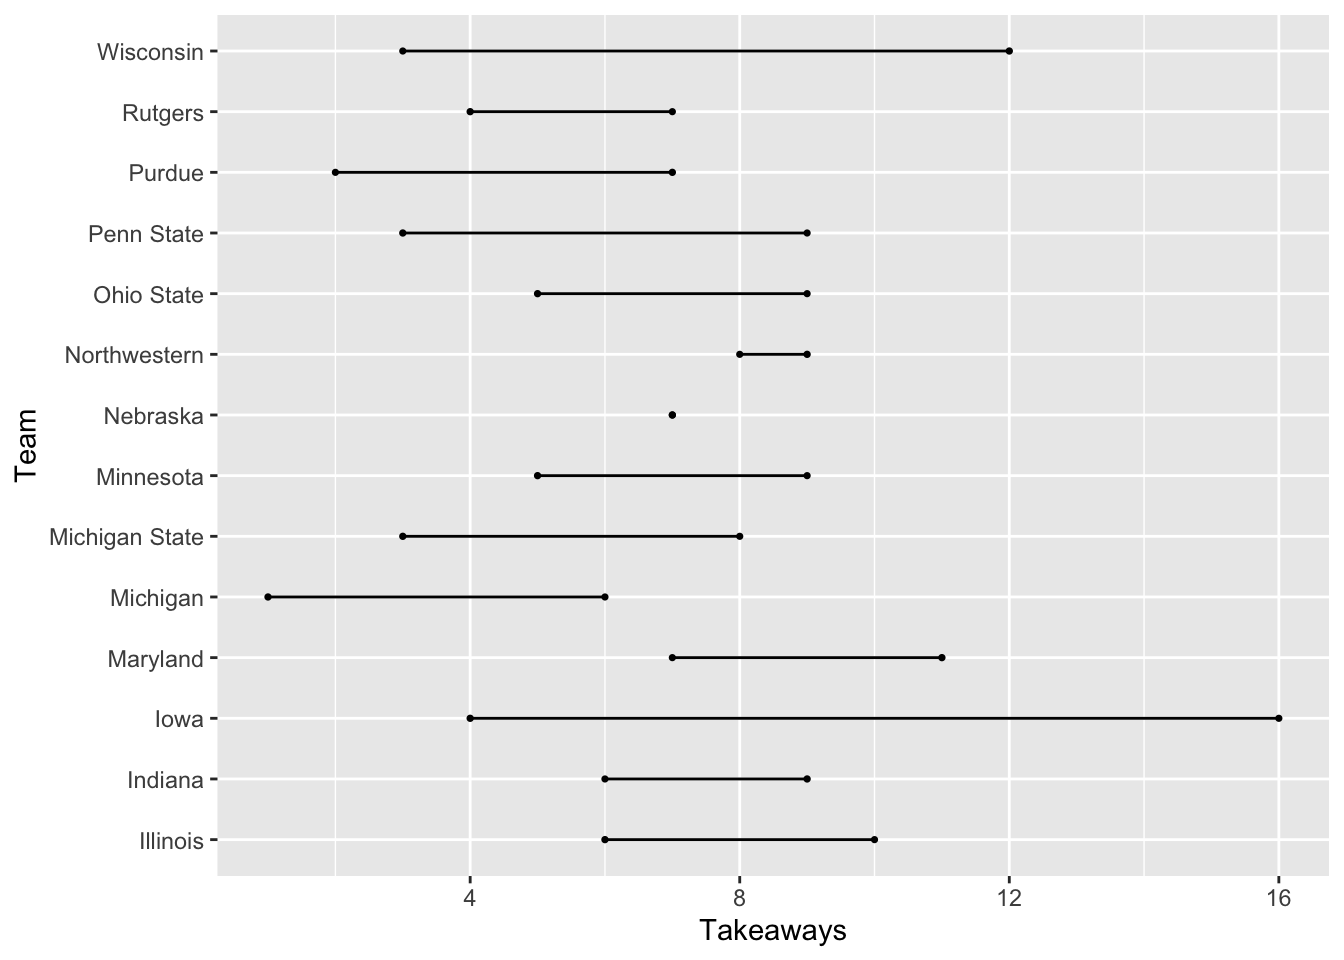 Wisconsin
Rutgers
Purdue
Penn State
Ohio State
Northwestern
Nebraska
Minnesota
Michigan State
Michigan
Maryland
Iowa
Indiana
Illinois
Team
4 8 12 16
Takeaways